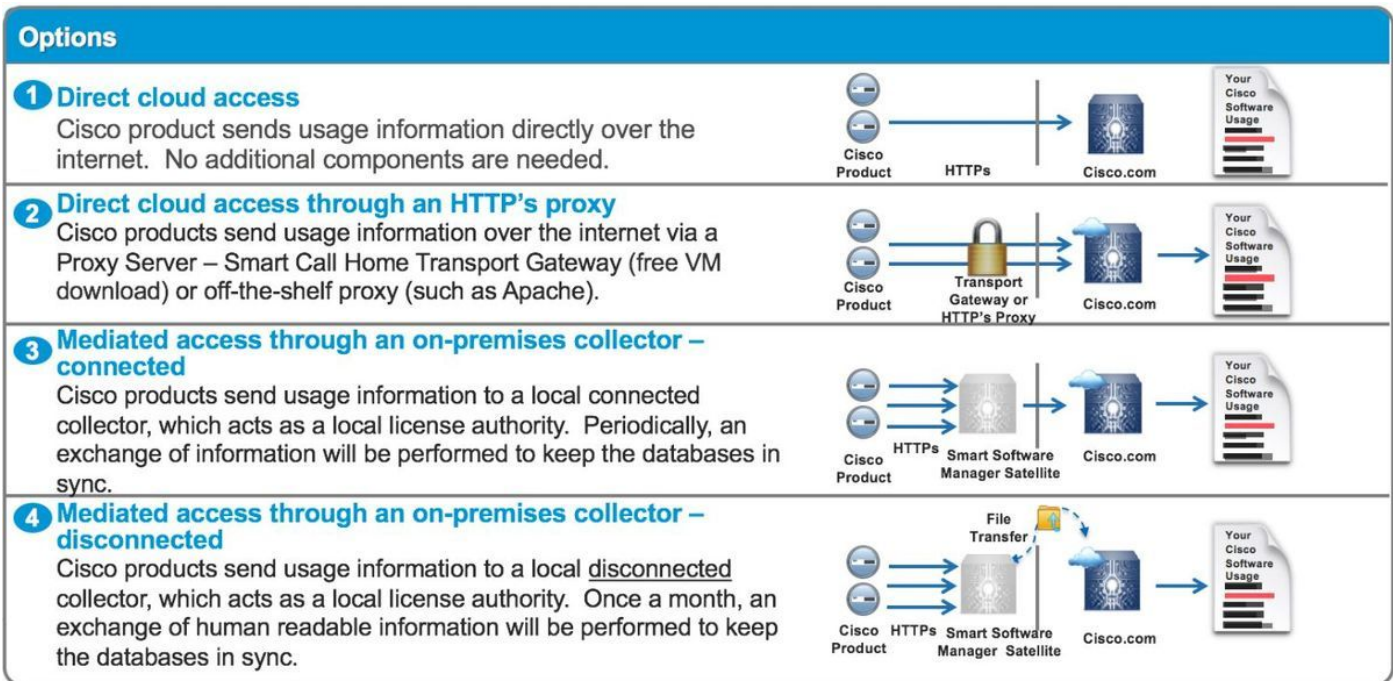 Options
1 Direct cloud access
Cisco product sends usage information directly over the
internet. No additional components are needed.
Cisco
Product
HTTPs
Cisco.com
Your
Cisco
Software
Usage
2 Direct cloud access through an HTTP's proxy
Cisco products send usage information over the internet via a
Proxy Server – Smart Call Home Transport Gateway (free VM
download) or off-the-shelf proxy (such as Apache).
Cisco
Product
Transport
Gateway or
HTTP's Proxy
Cisco.com
Your
Cisco
Software
Usage
3 Mediated access through an on-premises collector –
connected
Cisco products send usage information to a local connected
collector, which acts as a local license authority. Periodically, an
exchange of information will be performed to keep the databases in
sync.
Cisco
Product
HTTPs
Smart Software
Manager Satellite
Cisco.com
Your
Cisco
Software
Usage
4 Mediated access through an on-premises collector –
disconnected
Cisco products send usage information to a local disconnected
collector, which acts as a local license authority. Once a month, an
exchange of human readable information will be performed to keep
the databases in sync.
File
Transfer
Cisco
Product
HTTPs
Smart Software
Manager Satellite
Cisco.com
Your
Cisco
Software
Usage